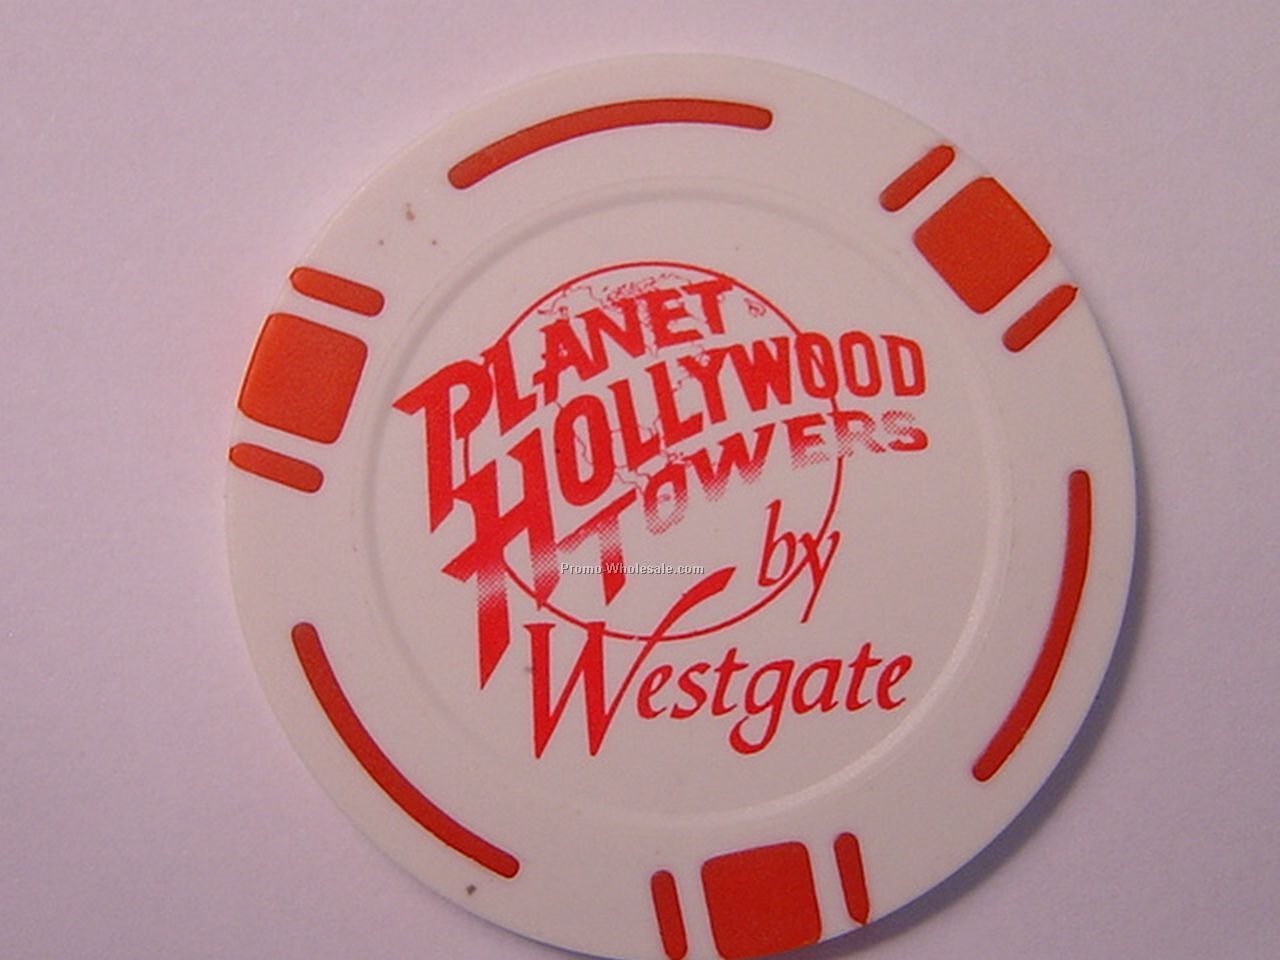 PLANET
HOLLYWOOD
TOWERS
by
Westgate
Promo-Wholesale.com